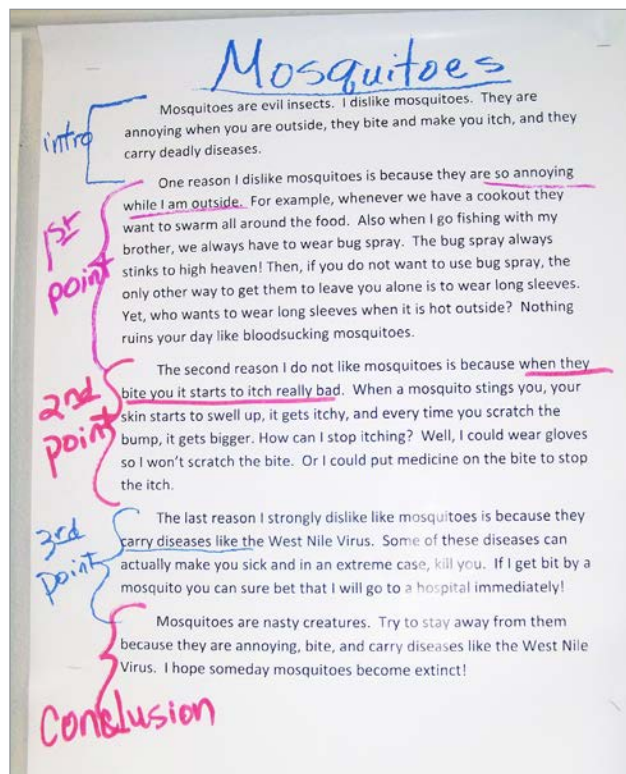 Mosquitoes
intro
Mosquitoes are evil insects. I dislike mosquitoes. They are
annoying when you are outside, they bite and make you itch, and they
carry deadly diseases.
1st
point
One reason I dislike mosquitoes is because they are so annoying
while I am outside. For example, whenever we have a cookout they
want to swarm all around the food. Also when I go fishing with my
brother, we always have to wear bug spray. The bug spray always
stinks to high heaven! Then, if you do not want to use bug spray, the
only other way to get them to leave you alone is to wear long sleeves.
Yet, who wants to wear long sleeves when it is hot outside? Nothing
ruins your day like bloodsucking mosquitoes.
2nd
point
The second reason I do not like mosquitoes is because when they
bite you it starts to itch really bad. When a mosquito stings you, your
skin starts to swell up, it gets itchy, and every time you scratch the
bump, it gets bigger. How can I stop itching? Well, I could wear gloves
so I won't scratch the bite. Or I could put medicine on the bite to stop
the itch.
3rd
point
The last reason I strongly dislike like mosquitoes is because they
carry diseases like the West Nile Virus. Some of these diseases can
actually make you sick and in an extreme case, kill you. If I get bit by a
mosquito you can sure bet that I will go to a hospital immediately!
Mosquitoes are nasty creatures. Try to stay away from them
because they are annoying, bite, and carry diseases like the West Nile
Virus. I hope someday mosquitoes become extinct!
Conclusion